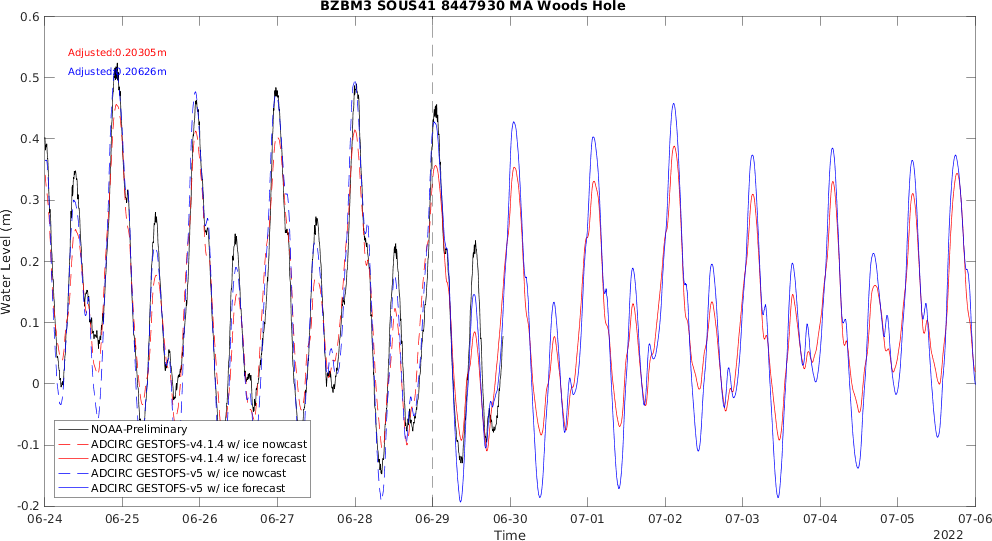 BZBM3 SOUS41 8447930 MA Woods Hole
0.6
Adjusted:0.20305m
Adjusted:0.20626m
0.5
0.4
0.3
0.2
0.1
0
-0.1
-0.2
Water Level (m)
NOAA-Preliminary
ADCIRC GESTOFS-v4.1.4 w/ ice nowcast
ADCIRC GESTOFS-v4.1.4 w/ ice forecast
ADCIRC GESTOFS-v5 w/ ice nowcast
ADCIRC GESTOFS-v5 w/ ice forecast
06-24 06-25 06-26 06-27 06-28 06-29 06-30 07-01 07-02 07-03 07-04 07-05 07-06
Time
2022